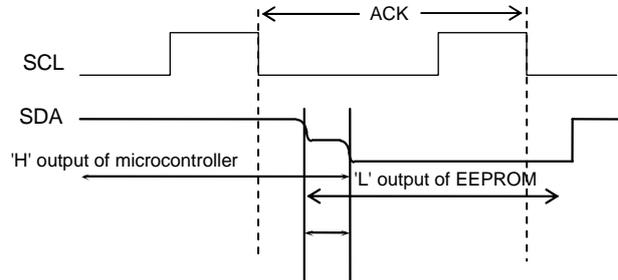 ACK
SCL
SDA
'H' output of microcontroller
'L' output of EEPROM